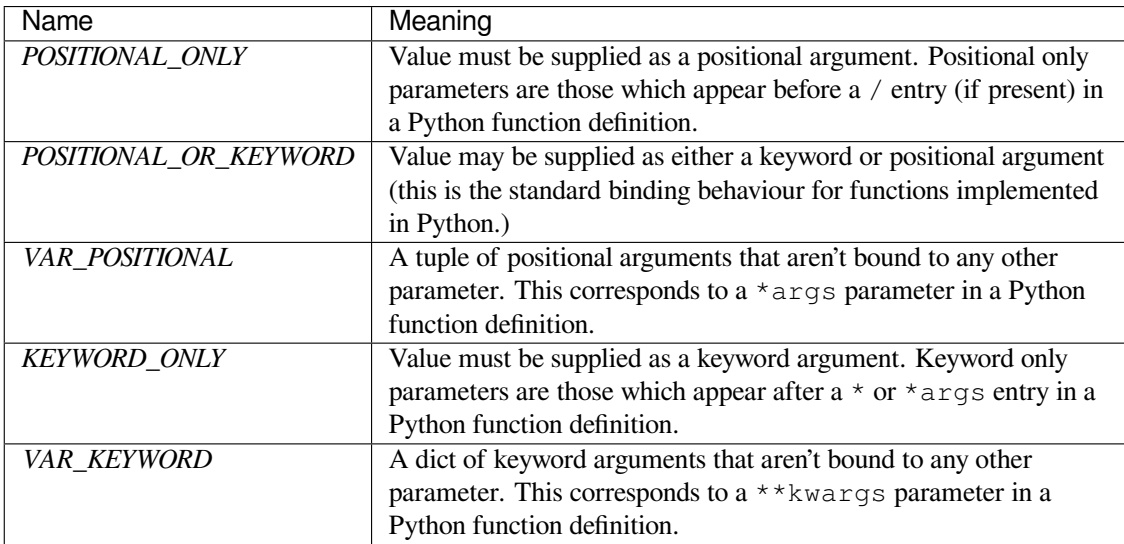 Name Meaning
POSITIONAL_ONLY Value must be supplied as a positional argument. Positional only
parameters are those which appear before a / entry (if present) in
a Python function definition.
POSITIONAL_OR_KEYWORD Value may be supplied as either a keyword or positional argument
(this is the standard binding behaviour for functions implemented
in Python.)
VAR_POSITIONAL A tuple of positional arguments that aren't bound to any other
parameter. This corresponds to a *args parameter in a Python
function definition.
KEYWORD_ONLY Value must be supplied as a keyword argument. Keyword only
parameters are those which appear after a * or *args entry in a
Python function definition.
VAR_KEYWORD A dict of keyword arguments that aren't bound to any other
parameter. This corresponds to a **kwargs parameter in a
Python function definition.